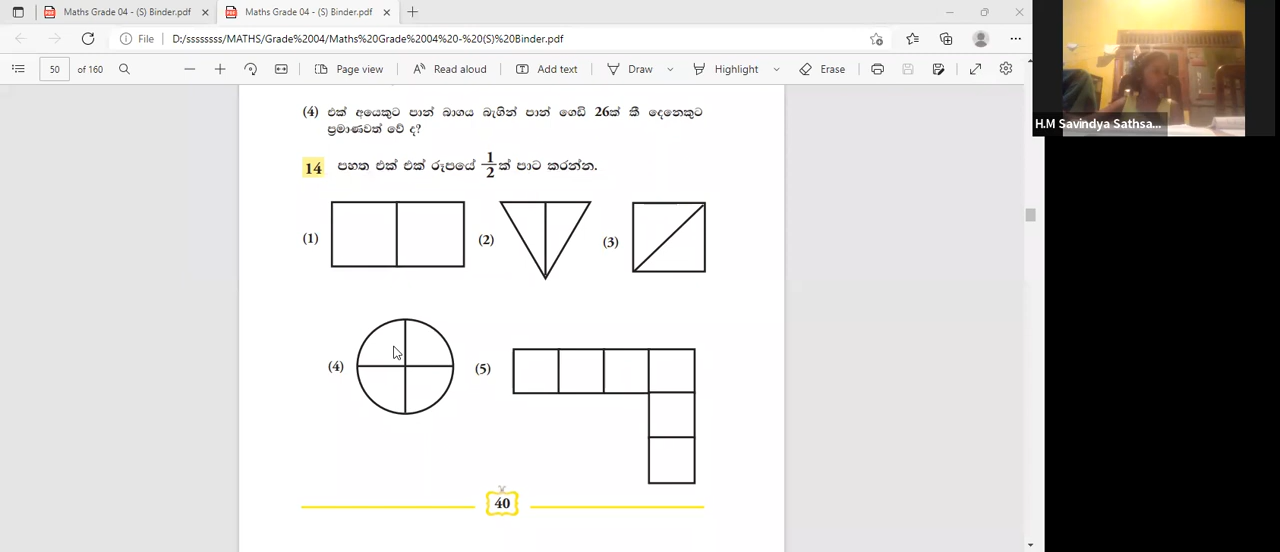 Maths Grade 04 - (S) Binder.pdf
Maths Grade 04 - (S) Binder.pdf
File
D:/ssssssss/MATHS/Grade%2004/Maths%20Grade%2004%20-%20(S)%20Binder.pdf
50 of 160
Page view
Read aloud
Add text
Draw
Highlight
Erase
H.M Savindya Sathsa...
(4) එක් අයෙකුට පාන් බාගය බැගින් පාන් ගෙඩි 26ක් කී දෙනෙකුට
ප්‍රමාණවත් වේ ද?
14 පහත එක් එක් රූපයේ 1/2 ක් පාට කරන්න.
(1)
(2)
(3)
(4)
(5)
40